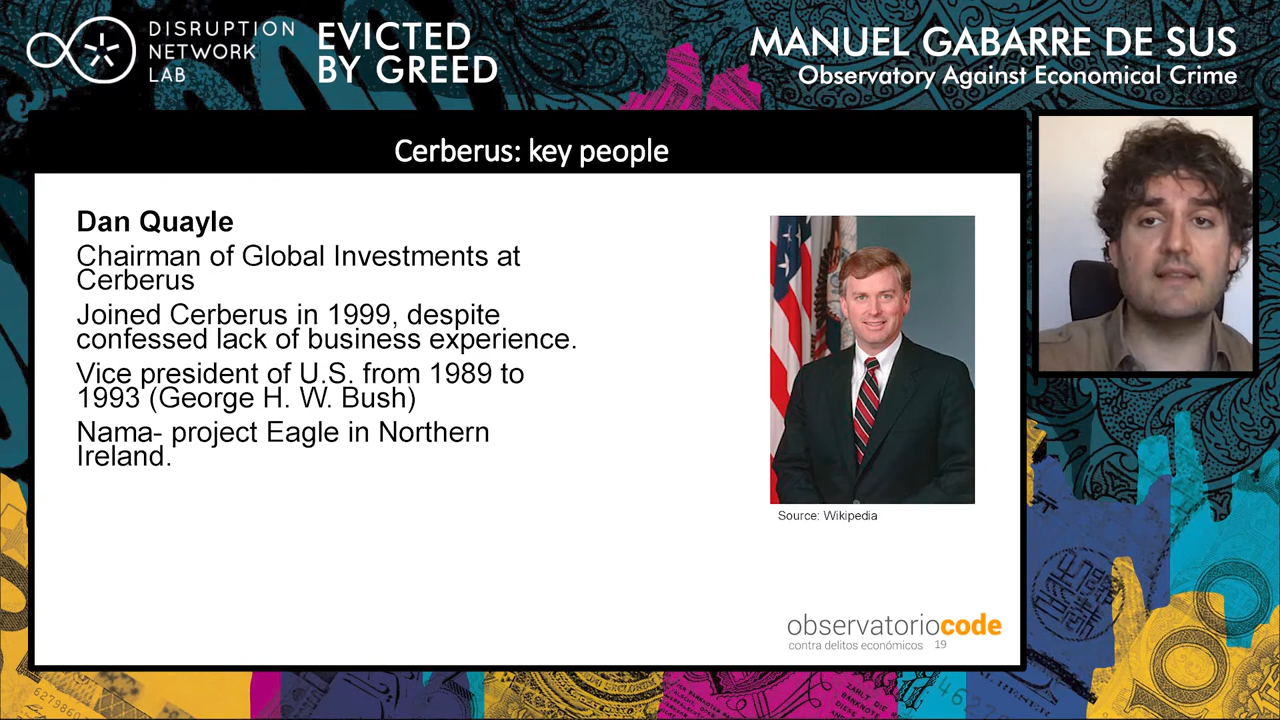 DISRUPTION
NETWORK
LAB
EVICTED
BY GREED
MANUEL GABARRE DE SUS
Observatory Against Economical Crime
Cerberus: key people
Dan Quayle
Chairman of Global Investments at
Cerberus
Joined Cerberus in 1999, despite
confessed lack of business experience.
Vice president of U.S. from 1989 to
1993 (George H. W. Bush)
Nama- project Eagle in Northern
Ireland.
Source: Wikipedia
observatoriocode
contra delitos económicos 19